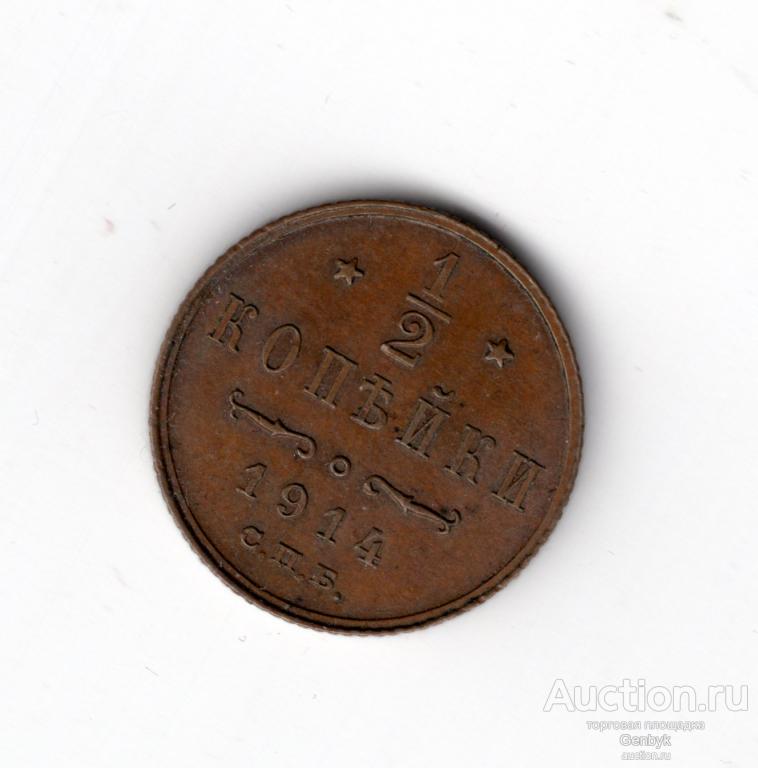 1/2
КОПѢЙКИ
1914
С.П.Б.
Auction.ru
торговая площадка
Genbyk
auction.ru